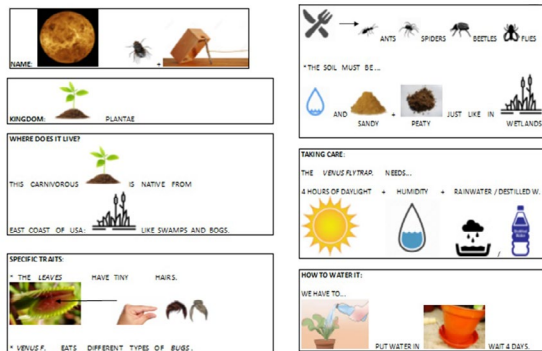 NAME: +
KINGDOM: PLANTAE
WHERE DOES IT LIVE?
THIS CARNIVOROUS IS NATIVE FROM
EAST COAST OF USA: LIKE SWAMPS AND BOGS.
SPECIFIC TRAITS:
* THE LEAVES HAVE TINY HAIRS.
* VENUS F. EATS DIFFERENT TYPES OF BUGS.
ANTS SPIDERS BEETLES FLIES
*THE SOIL MUST BE...
AND + JUST LIKE IN
SANDY PEATY WETLANDS
TAKING CARE:
THE VENUS FLYTRAP. NEEDS...
4 HOURS OF DAYLIGHT + HUMIDITY + RAINWATER / DESTILLED W.
/
HOW TO WATER IT:
WE HAVE TO...
PUT WATER IN WAIT 4 DAYS.